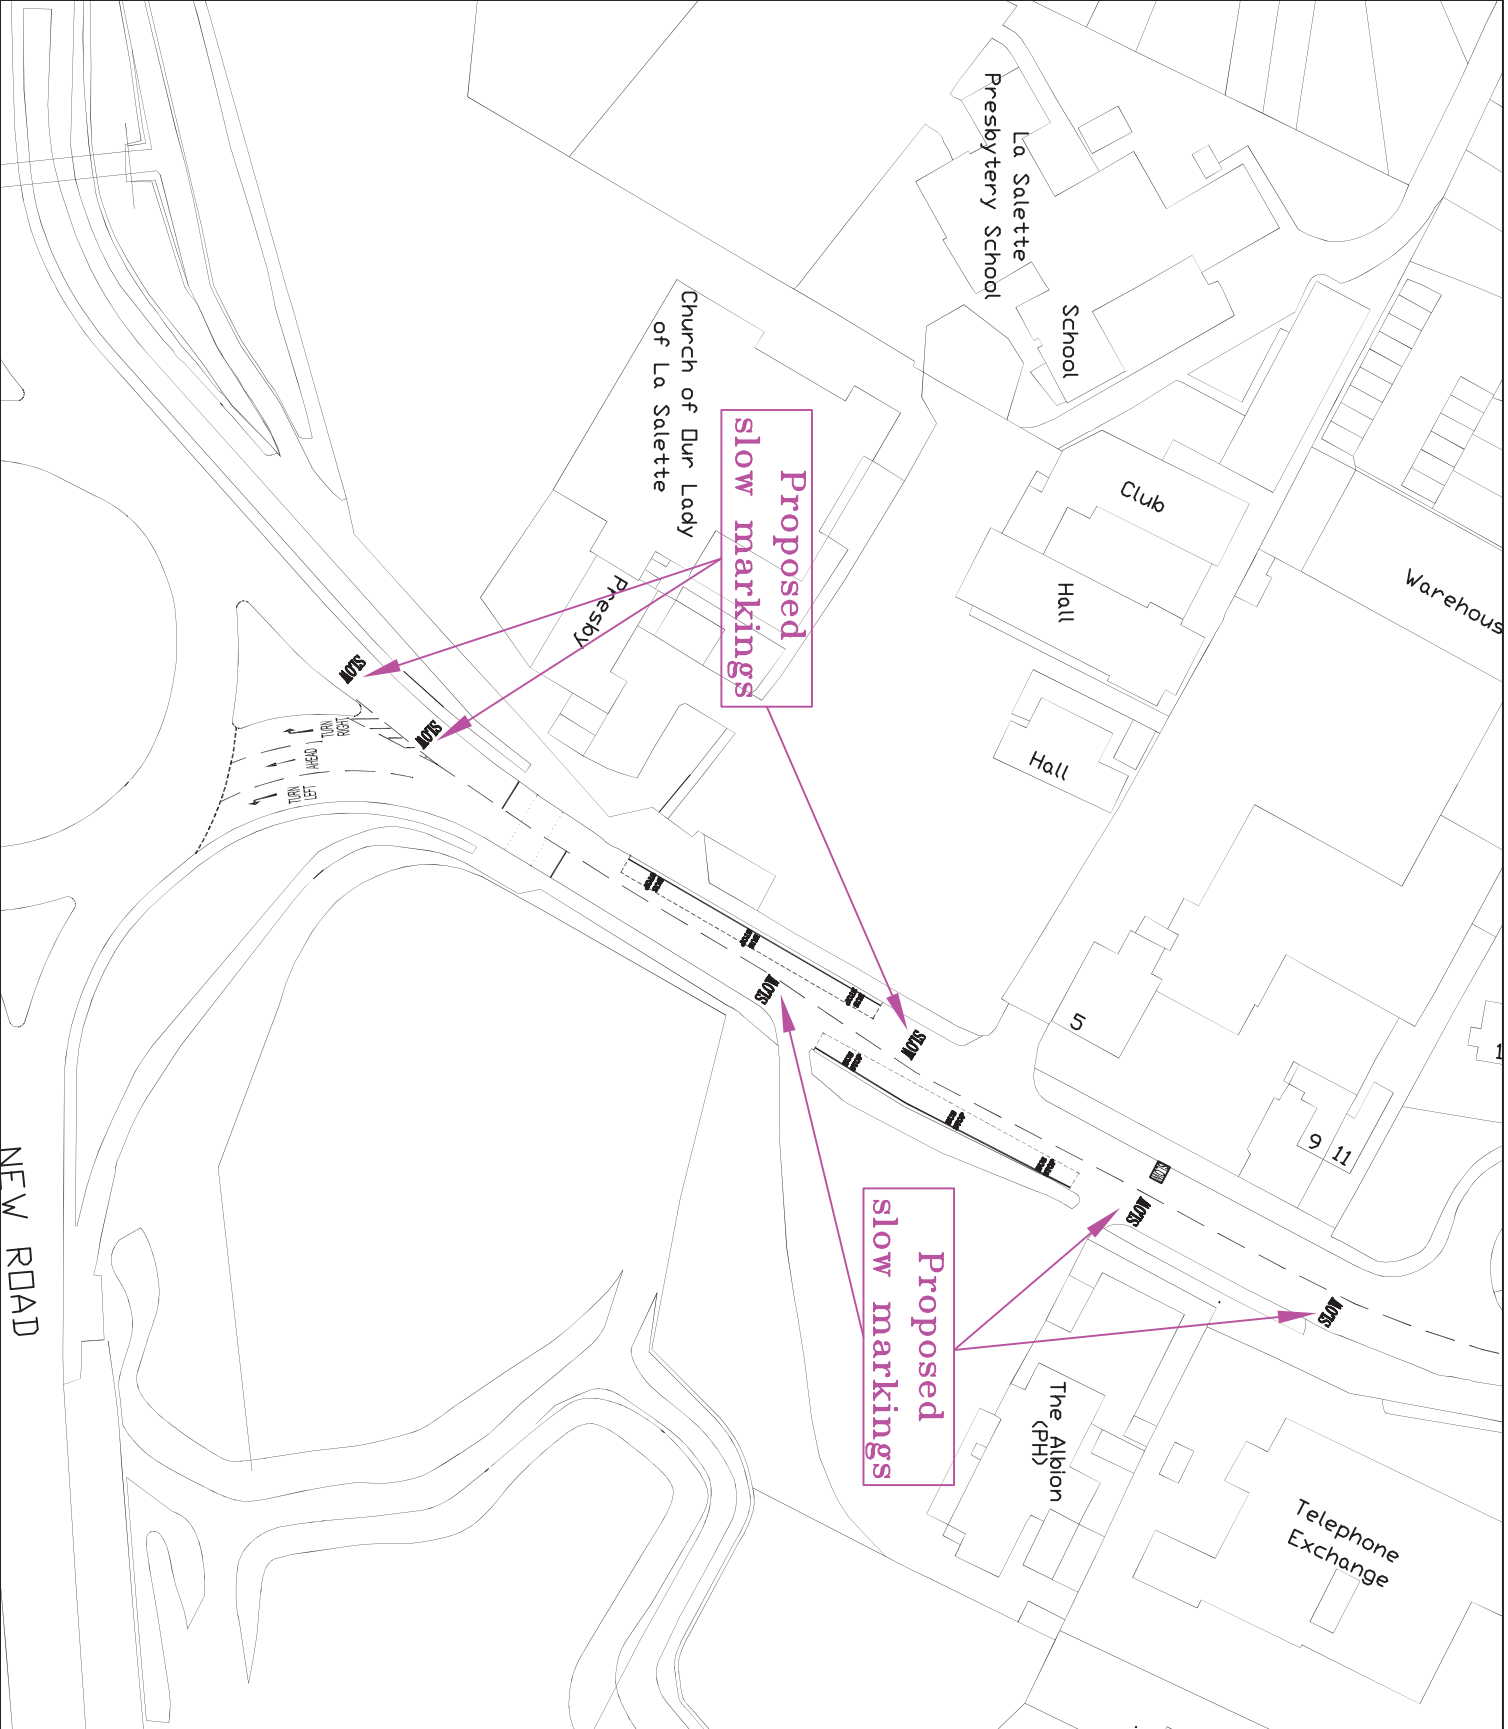 La Salette
Presbytery School
School
Church of Our Lady
of La Salette
Proposed
slow markings
Club
Hall
Hall
Warehous
Presby
SLOW
SLOW
TURN
RIGHT
AHEAD
TURN
LEFT
SLOW
SLOW
5
9
11
1
SLOW
SLOW
Proposed
slow markings
NEW ROAD
The Albion
(PH)
Telephone
Exchange